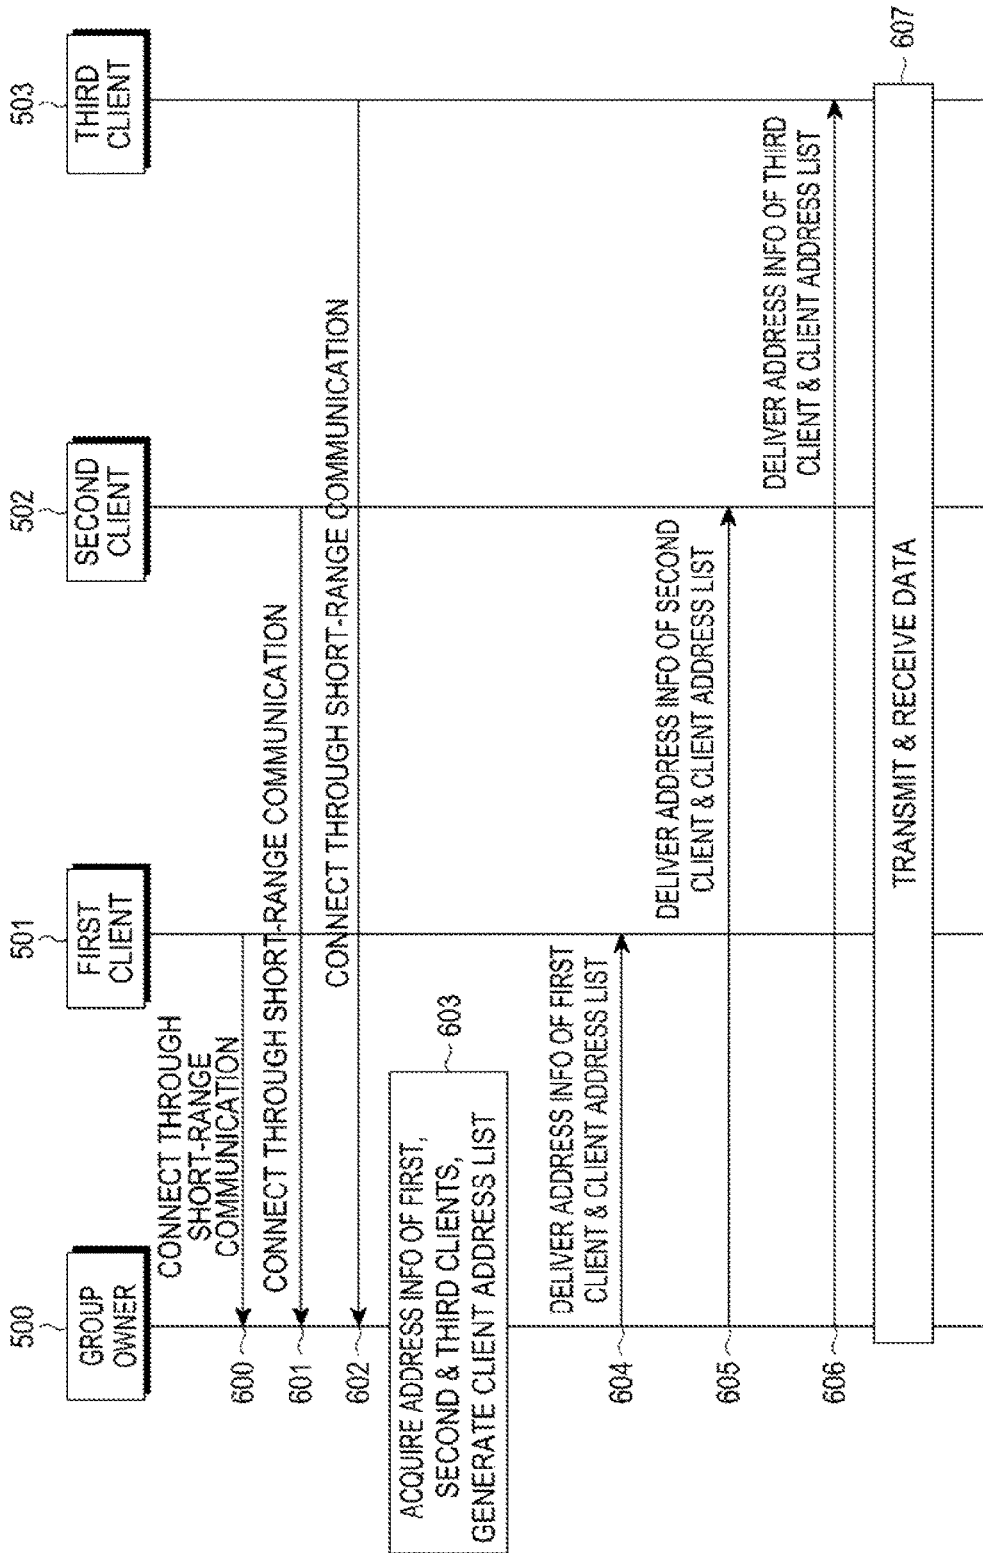 500
501
502
503
GROUP
OWNER
FIRST
CLIENT
SECOND
CLIENT
THIRD
CLIENT
CONNECT THROUGH
SHORT-RANGE
COMMUNICATION
600
CONNECT THROUGH SHORT-RANGE COMMUNICATION
601
CONNECT THROUGH SHORT-RANGE COMMUNICATION
602
ACQUIRE ADDRESS INFO OF FIRST,
SECOND & THIRD CLIENTS,
GENERATE CLIENT ADDRESS LIST
603
DELIVER ADDRESS INFO OF FIRST
CLIENT & CLIENT ADDRESS LIST
604
DELIVER ADDRESS INFO OF SECOND
CLIENT & CLIENT ADDRESS LIST
605
DELIVER ADDRESS INFO OF THIRD
CLIENT & CLIENT ADDRESS LIST
606
TRANSMIT & RECEIVE DATA
607